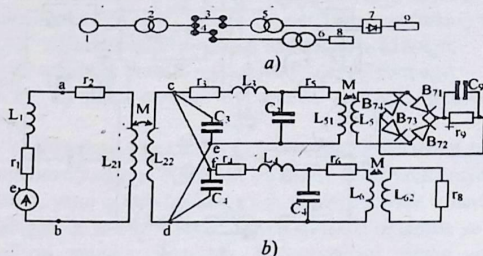 1 2 3 5 7 9
4 6 8
a)
a r₂ M c r₃ L₃ r₅ M B₇₁ C₉
L₁ C₃ C₃ L₅₁ L₅ B₇₄ B₇₃ r₉
r₁ L₂₁ L₂₂ e B₇₂
e f r₄ L₄ r₆ M
C₄ C₄ L₆ L₆₂ r₈
b d
b)